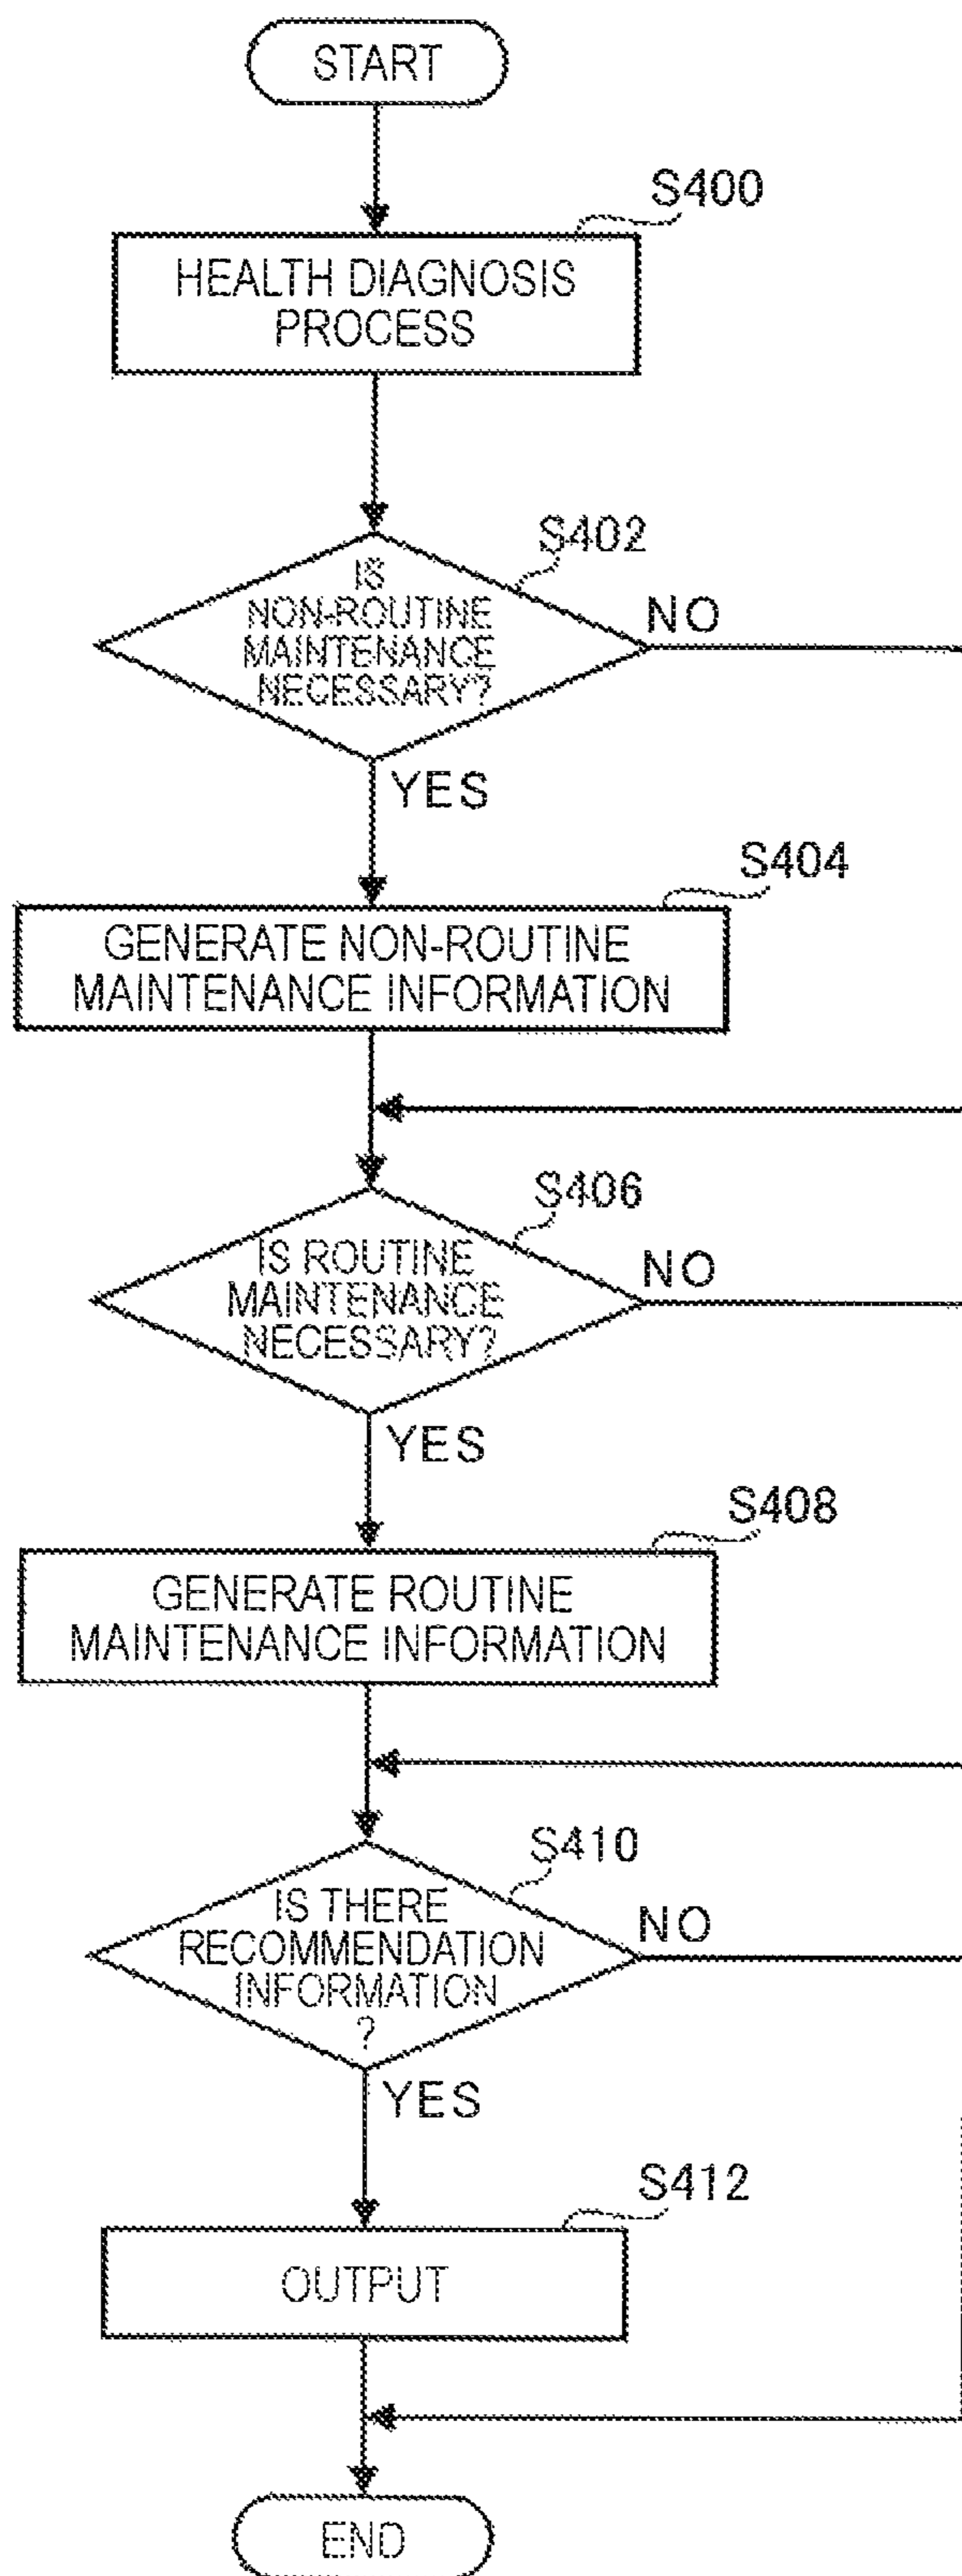 START
S400
HEALTH DIAGNOSIS
PROCESS
S402
IS
NON-ROUTINE
MAINTENANCE
NECESSARY?
NO
YES
S404
GENERATE NON-ROUTINE
MAINTENANCE INFORMATION
S406
IS ROUTINE
MAINTENANCE
NECESSARY?
NO
YES
S408
GENERATE ROUTINE
MAINTENANCE INFORMATION
S410
IS THERE
RECOMMENDATION
INFORMATION
?
NO
YES
S412
OUTPUT
END